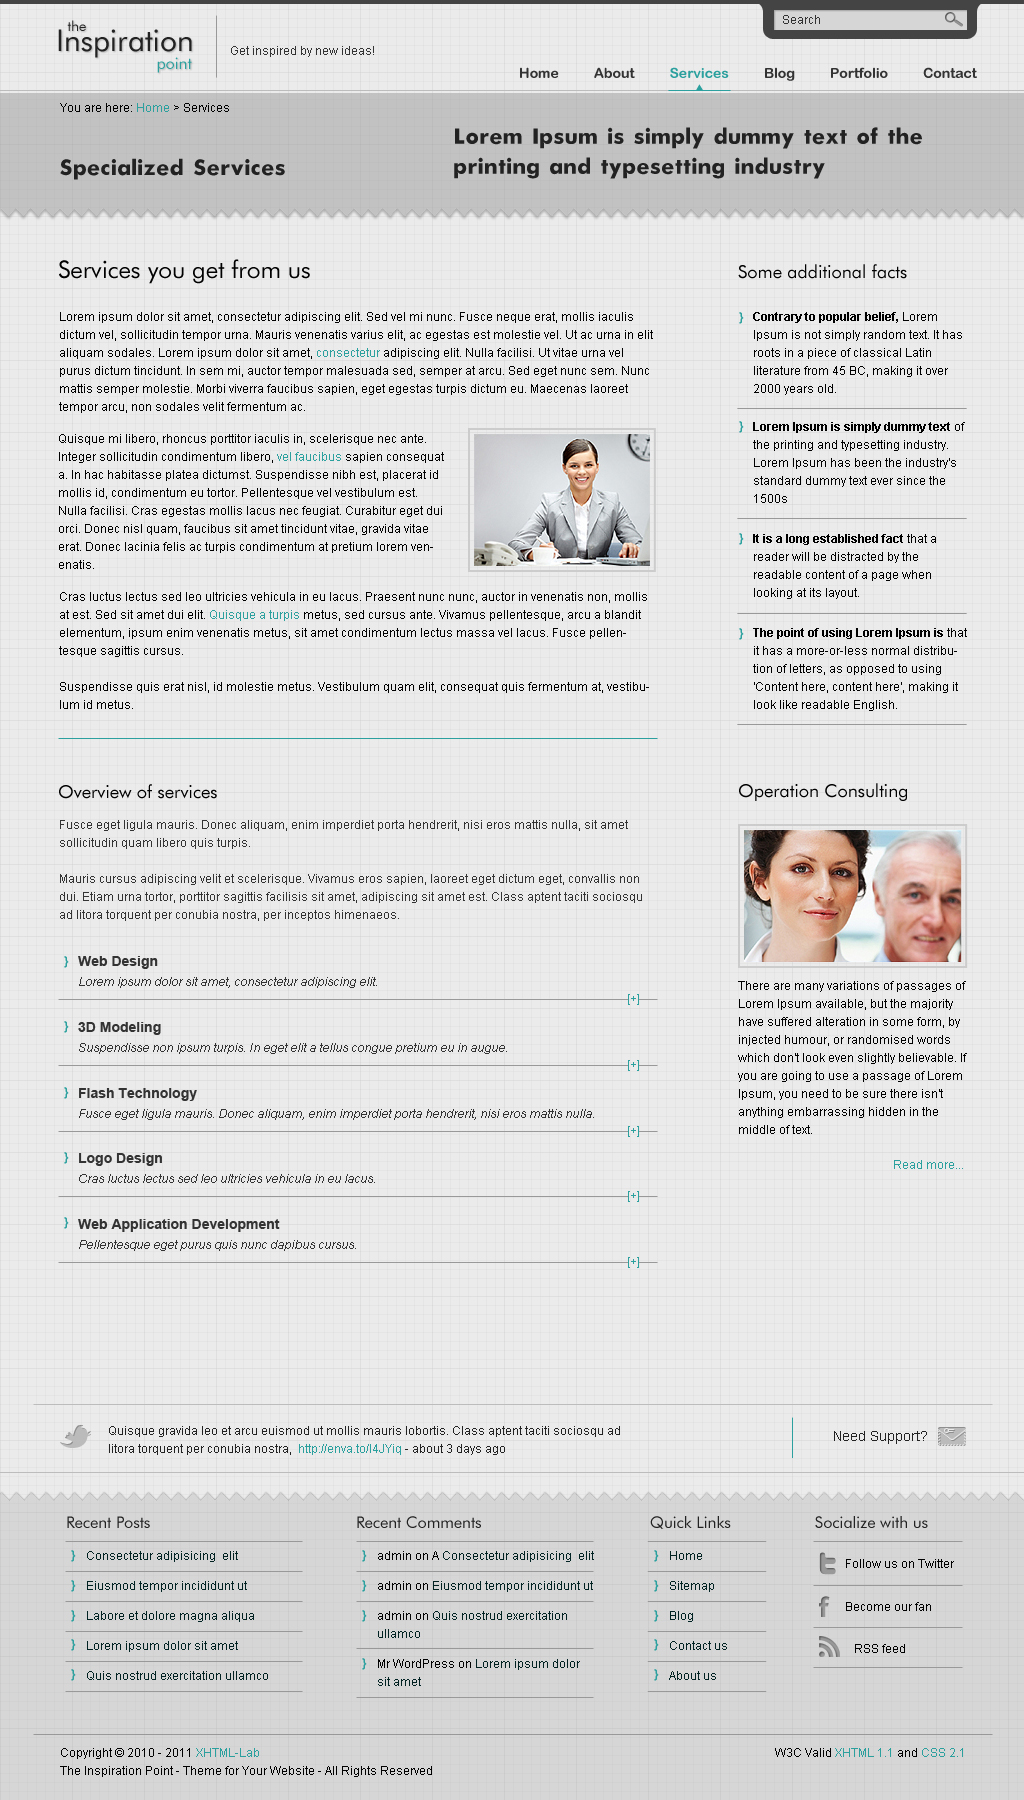 the
Inspiration
point
Get inspired by new ideas!
Search
Home About Services Blog Portfolio Contact
You are here: Home > Services
Specialized Services
Lorem Ipsum is simply dummy text of the
printing and typesetting industry
Services you get from us
Lorem ipsum dolor sit amet, consectetur adipiscing elit. Sed vel mi nunc. Fusce neque erat, mollis iaculis
dictum vel, sollicitudin tempor urna. Mauris venenatis varius elit, ac egestas est molestie vel. Ut ac urna in elit
aliquam sodales. Lorem ipsum dolor sit amet, consectetur adipiscing elit. Nulla facilisi. Ut vitae urna vel
purus dictum tincidunt. In sem mi, auctor tempor malesuada sed, semper at arcu. Sed eget nunc sem. Nunc
mattis semper molestie. Morbi viverra faucibus sapien, eget egestas turpis dictum eu. Maecenas laoreet
tempor arcu, non sodales velit fermentum ac.
Quisque mi libero, rhoncus porttitor iaculis in, scelerisque nec ante.
Integer sollicitudin condimentum libero, vel faucibus sapien consequat
a. In hac habitasse platea dictumst. Suspendisse nibh est, placerat id
mollis id, condimentum eu tortor. Pellentesque vel vestibulum est.
Nulla facilisi. Cras egestas mollis lacus nec feugiat. Curabitur eget dui
orci. Donec nisl quam, faucibus sit amet tincidunt vitae, gravida vitae
erat. Donec lacinia felis ac turpis condimentum at pretium lorem ven-
enatis.
Cras luctus lectus sed leo ultricies vehicula in eu lacus. Praesent nunc nunc, auctor in venenatis non, mollis
at est. Sed sit amet dui elit. Quisque a turpis metus, sed cursus ante. Vivamus pellentesque, arcu a blandit
elementum, ipsum enim venenatis metus, sit amet condimentum lectus massa vel lacus. Fusce pellen-
tesque sagittis cursus.
Suspendisse quis erat nisl, id molestie metus. Vestibulum quam elit, consequat quis fermentum at, vestibu-
lum id metus.
Some additional facts
} Contrary to popular belief, Lorem
Ipsum is not simply random text. It has
roots in a piece of classical Latin
literature from 45 BC, making it over
2000 years old.
} Lorem Ipsum is simply dummy text of
the printing and typesetting industry.
Lorem Ipsum has been the industry's
standard dummy text ever since the
1500s
} It is a long established fact that a
reader will be distracted by the
readable content of a page when
looking at its layout.
} The point of using Lorem Ipsum is that
it has a more-or-less normal distribu-
tion of letters, as opposed to using
'Content here, content here', making it
look like readable English.
Overview of services
Fusce eget ligula mauris. Donec aliquam, enim imperdiet porta hendrerit, nisi eros mattis nulla, sit amet
sollicitudin quam libero quis turpis.
Mauris cursus adipiscing velit et scelerisque. Vivamus eros sapien, laoreet eget dictum eget, convallis non
dui. Etiam urna tortor, porttitor sagittis facilisis sit amet, adipiscing sit amet est. Class aptent taciti sociosqu
ad litora torquent per conubia nostra, per inceptos himenaeos.
} Web Design
Lorem ipsum dolor sit amet, consectetur adipiscing elit.
[+]
} 3D Modeling
Suspendisse non ipsum turpis. In eget elit a tellus congue pretium eu in augue.
[+]
} Flash Technology
Fusce eget ligula mauris. Donec aliquam, enim imperdiet porta hendrerit, nisi eros mattis nulla.
[+]
} Logo Design
Cras luctus lectus sed leo ultricies vehicula in eu lacus.
[+]
} Web Application Development
Pellentesque eget purus quis nunc dapibus cursus.
[+]
Operation Consulting
There are many variations of passages of
Lorem Ipsum available, but the majority
have suffered alteration in some form, by
injected humour, or randomised words
which don't look even slightly believable. If
you are going to use a passage of Lorem
Ipsum, you need to be sure there isn't
anything embarrassing hidden in the
middle of text.
Read more...
Quisque gravida leo et arcu euismod ut mollis mauris lobortis. Class aptent taciti sociosqu ad
litora torquent per conubia nostra, http://enva.to/I4JYiq - about 3 days ago
Need Support?
Recent Posts
} Consectetur adipisicing elit
} Eiusmod tempor incididunt ut
} Labore et dolore magna aliqua
} Lorem ipsum dolor sit amet
} Quis nostrud exercitation ullamco
Recent Comments
} admin on A Consectetur adipisicing elit
} admin on Eiusmod tempor incididunt ut
} admin on Quis nostrud exercitation
ullamco
} Mr WordPress on Lorem ipsum dolor
sit amet
Quick Links
} Home
} Sitemap
} Blog
} Contact us
} About us
Socialize with us
Follow us on Twitter
Become our fan
RSS feed
Copyright © 2010 - 2011 XHTML-Lab
The Inspiration Point - Theme for Your Website - All Rights Reserved
W3C Valid XHTML 1.1 and CSS 2.1